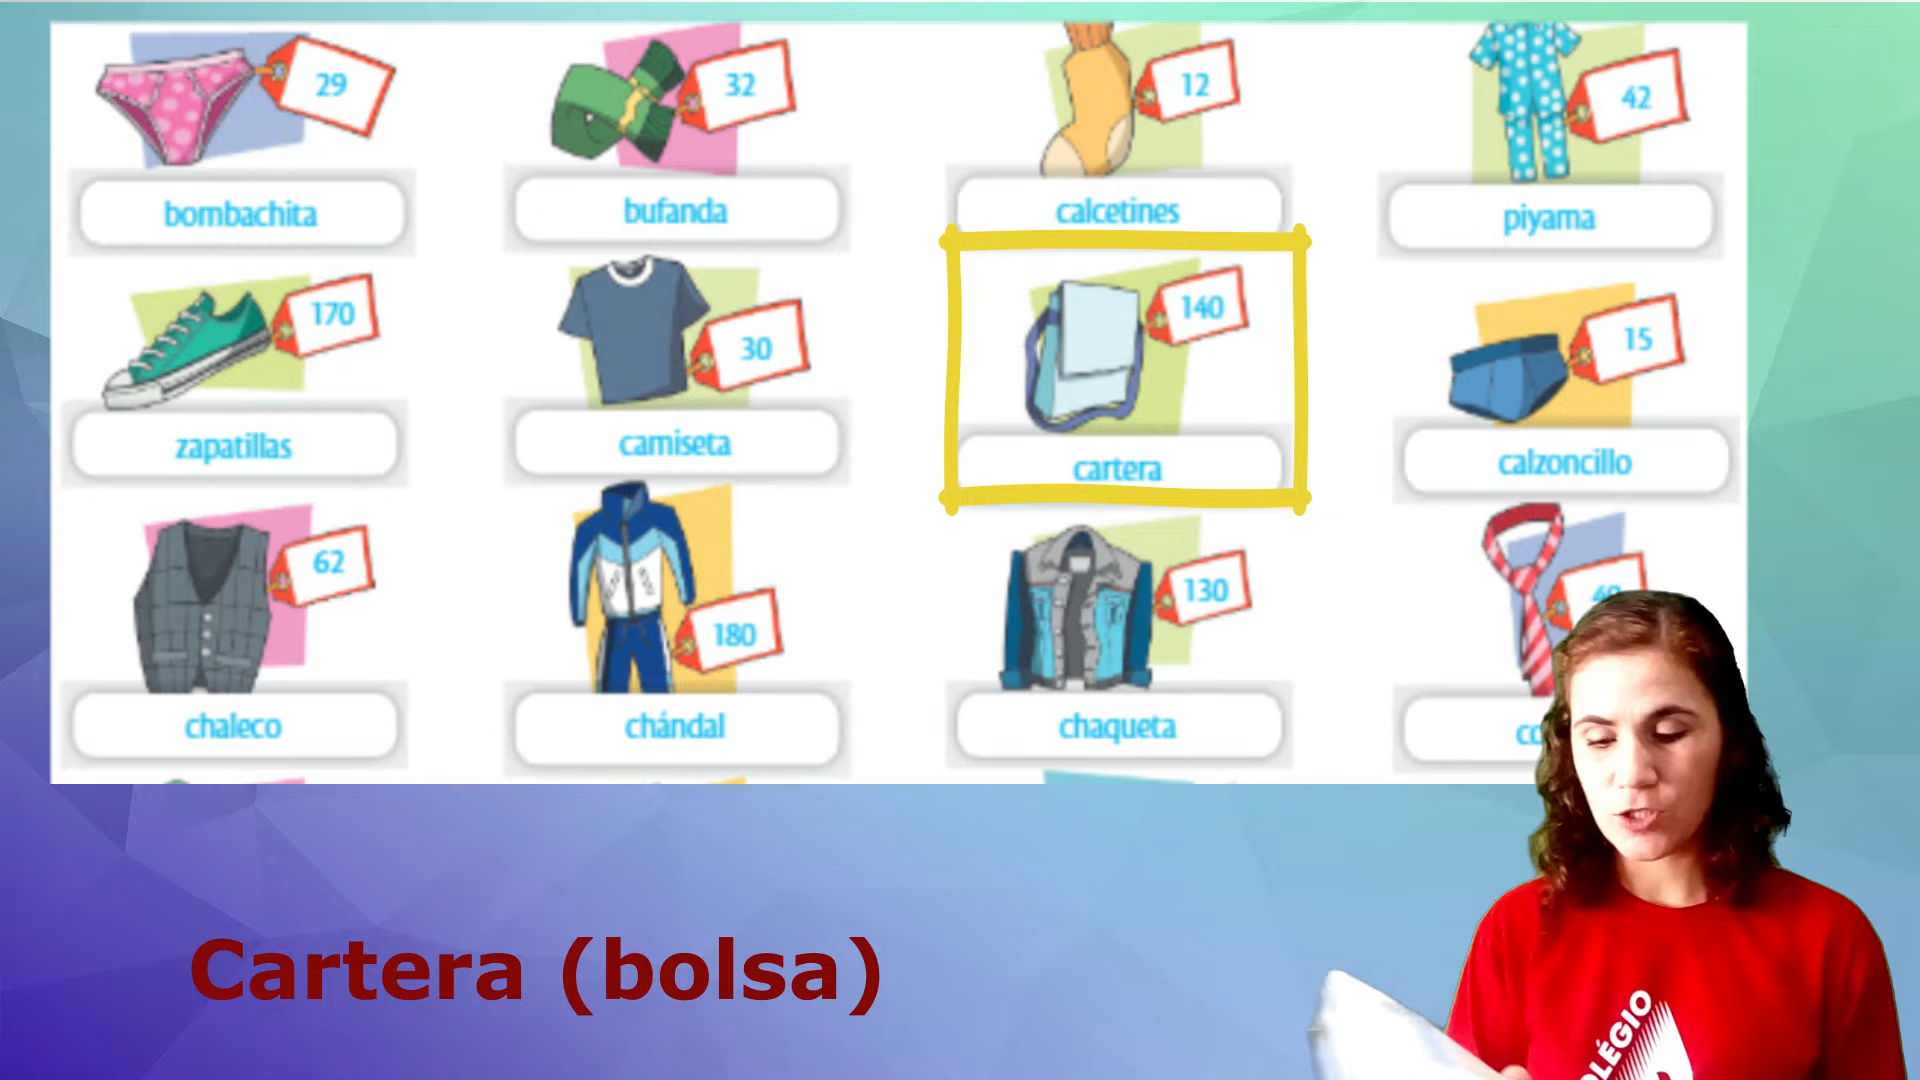 29
32
12
42
bombachita
bufanda
calcetines
piyama
170
30
140
15
zapatillas
camiseta
cartera
calzoncillo
62
180
130
chaleco
chándal
chaqueta
Cartera (bolsa)